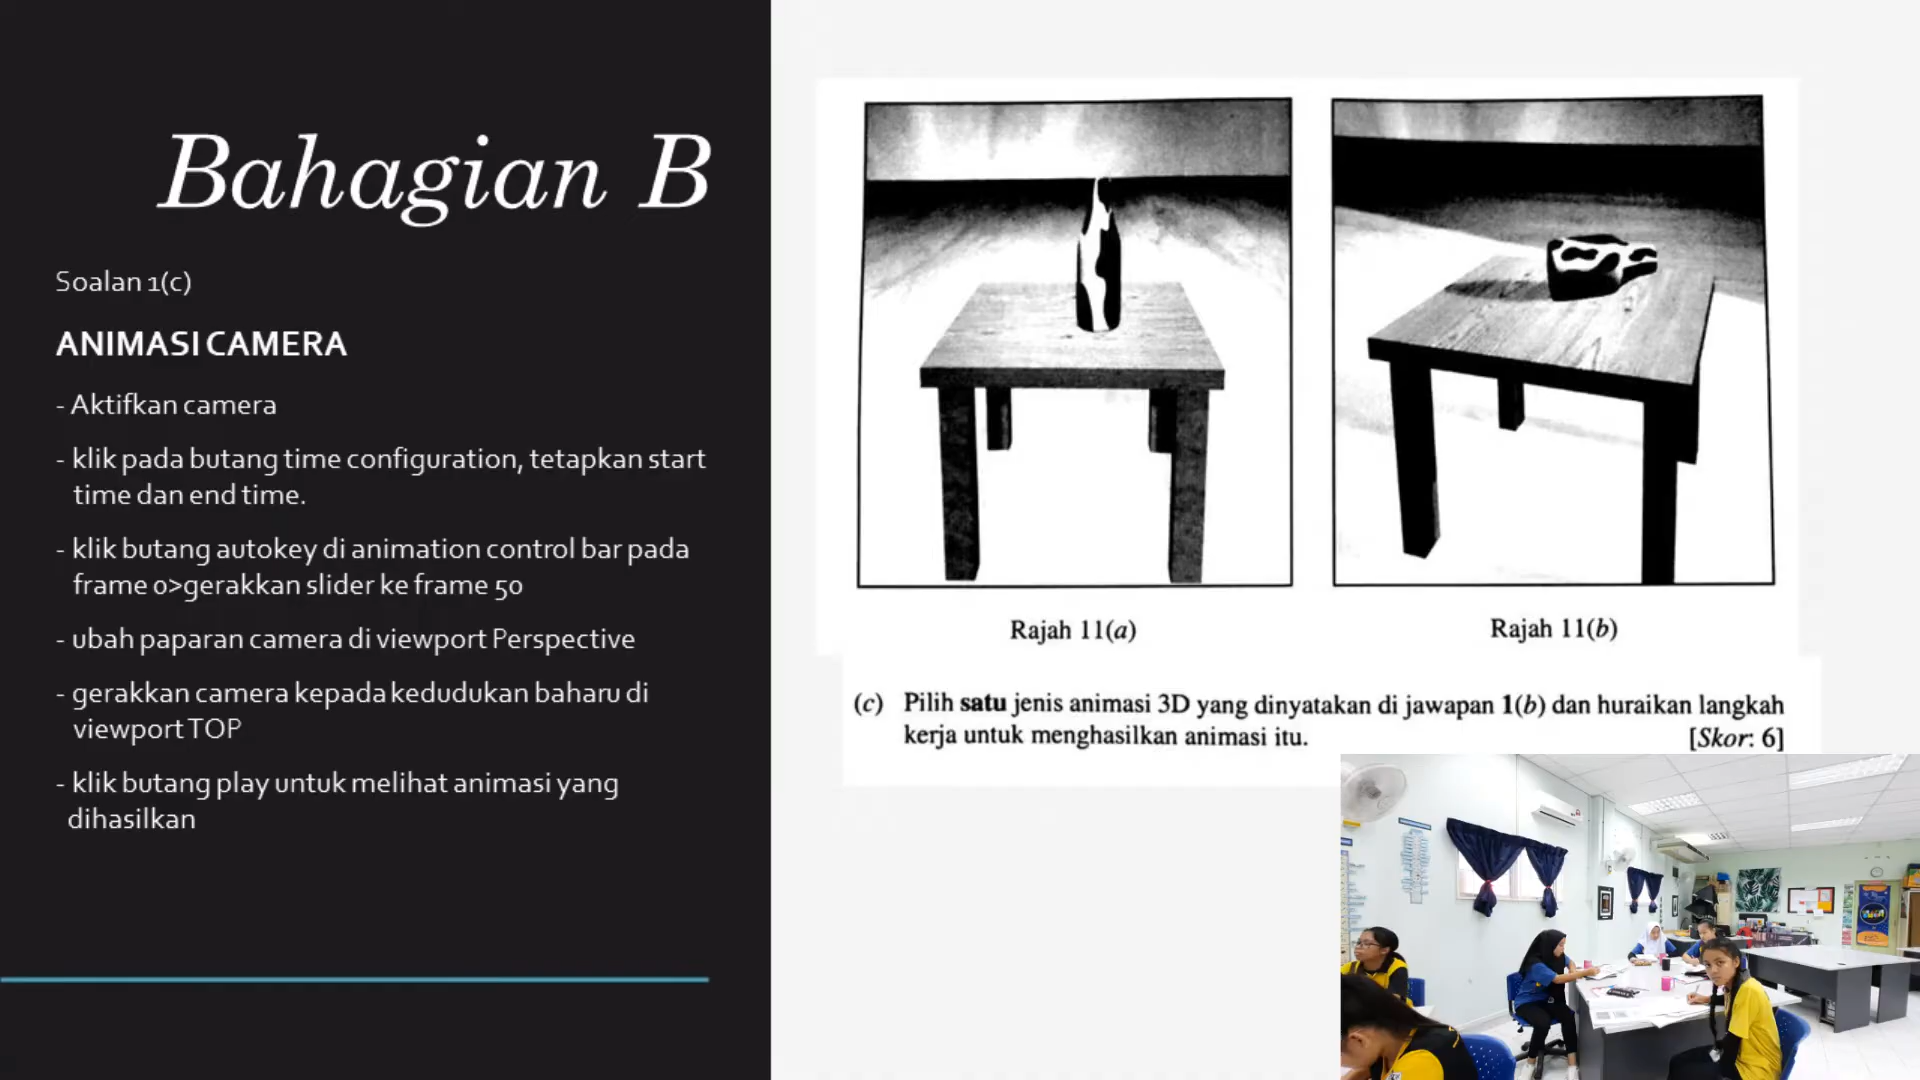 Bahagian B
Soalan 1(c)
ANIMASI CAMERA
- Aktifkan camera
- klik pada butang time configuration, tetapkan start
time dan end time.
- klik butang autokey di animation control bar pada
frame 0>gerakkan slider ke frame 50
- ubah paparan camera di viewport Perspective
- gerakkan camera kepada kedudukan baharu di
viewport TOP
- klik butang play untuk melihat animasi yang
dihasilkan
Rajah 11(a)
Rajah 11(b)
(c) Pilih satu jenis animasi 3D yang dinyatakan di jawapan 1(b) dan huraikan langkah
kerja untuk menghasilkan animasi itu.
[Skor: 6]